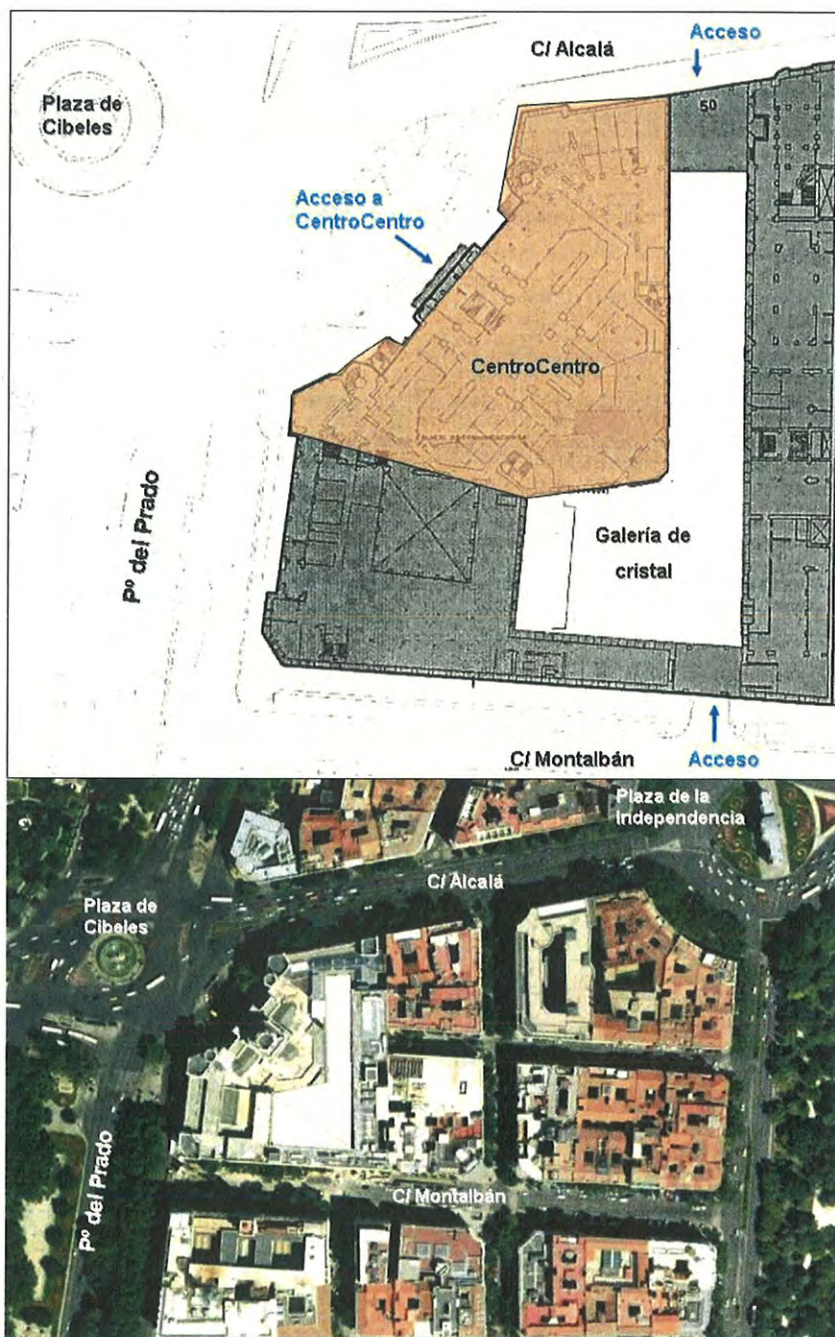 Acceso
C/ Alcalá
Plaza de
Cibeles
50
Acceso a
CentroCentro
1
CentroCentro
Pº del Prado
Galería de
cristal
C/ Montalbán
Acceso
Plaza de la
Independencia
C/ Alcalá
Plaza de
Cibeles
Pº del Prado
C/ Montalbán